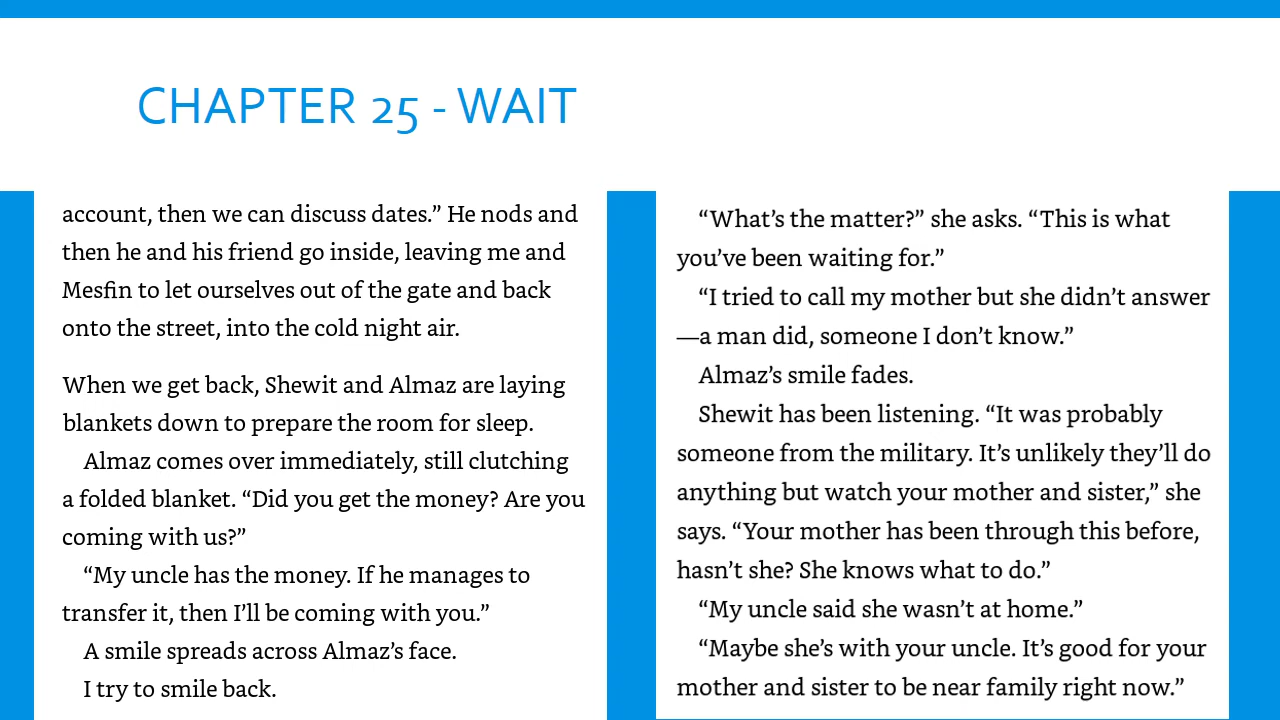 CHAPTER 25 - WAIT
account, then we can discuss dates.” He nods and
then he and his friend go inside, leaving me and
Mesfin to let ourselves out of the gate and back
onto the street, into the cold night air.
When we get back, Shewit and Almaz are laying
blankets down to prepare the room for sleep.
Almaz comes over immediately, still clutching
a folded blanket. “Did you get the money? Are you
coming with us?”
“My uncle has the money. If he manages to
transfer it, then I’ll be coming with you.”
A smile spreads across Almaz’s face.
I try to smile back.
“What’s the matter?” she asks. “This is what
you’ve been waiting for.”
“I tried to call my mother but she didn’t answer
—a man did, someone I don’t know.”
Almaz’s smile fades.
Shewit has been listening. “It was probably
someone from the military. It’s unlikely they’ll do
anything but watch your mother and sister,” she
says. “Your mother has been through this before,
hasn’t she? She knows what to do.”
“My uncle said she wasn’t at home.”
“Maybe she’s with your uncle. It’s good for your
mother and sister to be near family right now.”